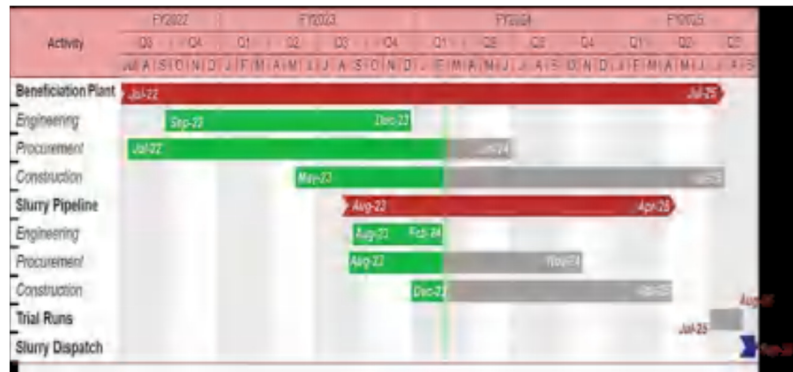 FY2022 FY2023 FY2024 FY2025
Activity Q3 Q4 Q1 Q2 Q3 Q4 Q1 Q2 Q3 Q4 Q1 Q2 Q3
Jul A S O N D J F M A M J J A S O N D J F M A M J J A S O N D J F M A M J J A S
Beneficiation Plant Jul-22 Jul-25
Engineering Sep-22 Dec-23
Procurement Jul-22
Construction May-23
Slurry Pipeline Aug-23 Apr-25
Engineering Aug-23 Feb-24
Procurement Aug-23 Nov-24
Construction Dec-23
Trial Runs Jul-25
Slurry Dispatch